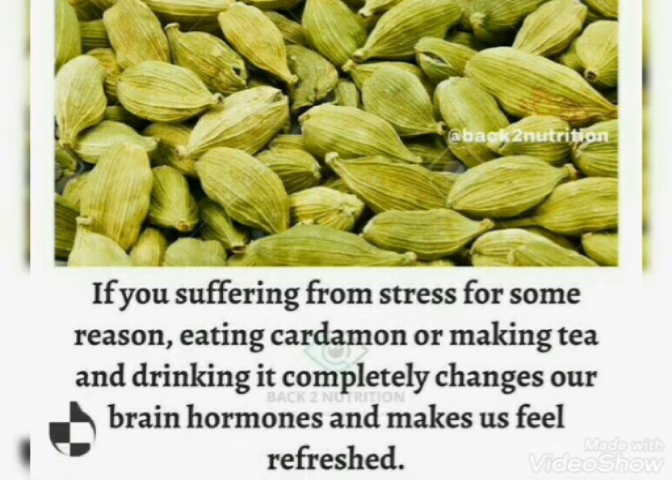 @back2nutrition
If you suffering from stress for some
reason, eating cardamon or making tea
and drinking it completely changes our
BACK 2 NUTRITION
brain hormones and makes us feel
refreshed.
Made with
VideoShow